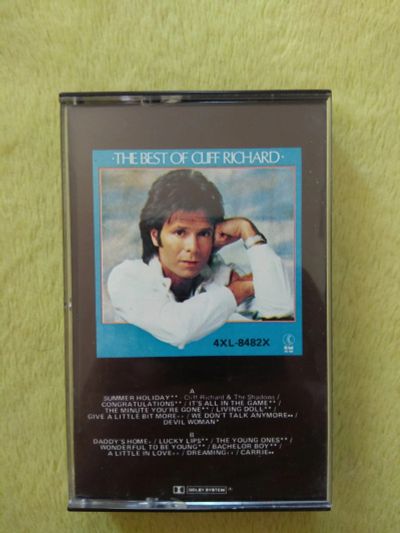 ·THE BEST OF CLIFF RICHARD·
4XL-8482X
K
A
SUMMER HOLIDAY** Cliff Richard & The Shadows /
CONGRATULATIONS** / IT'S ALL IN THE GAME** /
THE MINUTE YOU'RE GONE** / LIVING DOLL** /
GIVE A LITTLE BIT MORE.. / WE DON'T TALK ANYMORE.. /
DEVIL WOMAN*
B
DADDY'S HOME. / LUCKY LIPS** / THE YOUNG ONES** /
WONDERFUL TO BE YOUNG** / BACHELOR BOY** /
A LITTLE IN LOVE.. / DREAMING.. / CARRIE..
DOLBY SYSTEM